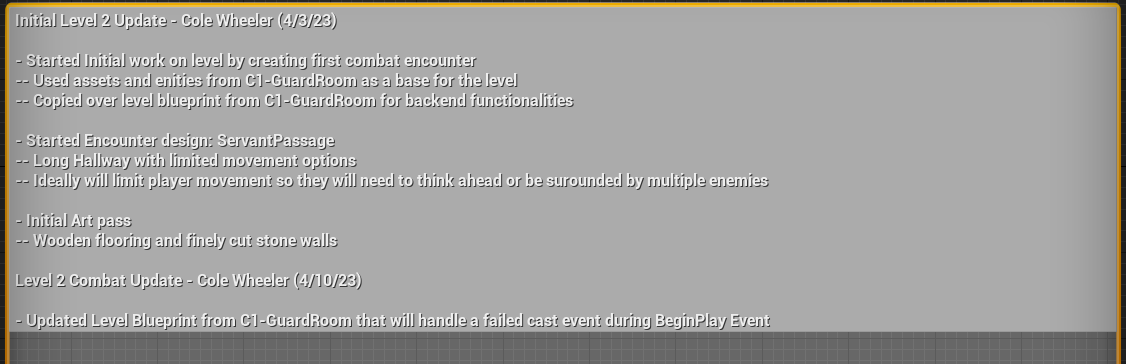 Initial Level 2 Update - Cole Wheeler (4/3/23)
- Started Initial work on level by creating first combat encounter
-- Used assets and enities from C1-GuardRoom as a base for the level
-- Copied over level blueprint from C1-GuardRoom for backend functionalities
- Started Encounter design: ServantPassage
-- Long Hallway with limited movement options
-- Ideally will limit player movement so they will need to think ahead or be surounded by multiple enemies
- Initial Art pass
-- Wooden flooring and finely cut stone walls
Level 2 Combat Update - Cole Wheeler (4/10/23)
- Updated Level Blueprint from C1-GuardRoom that will handle a failed cast event during BeginPlay Event